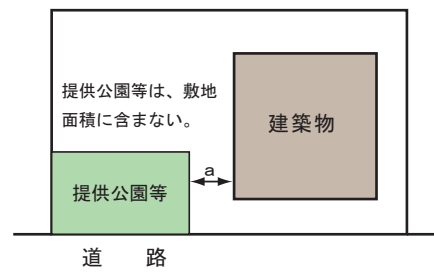 提供公園等は、敷地
面積に含まない。
建築物
a
提供公園等
道　路